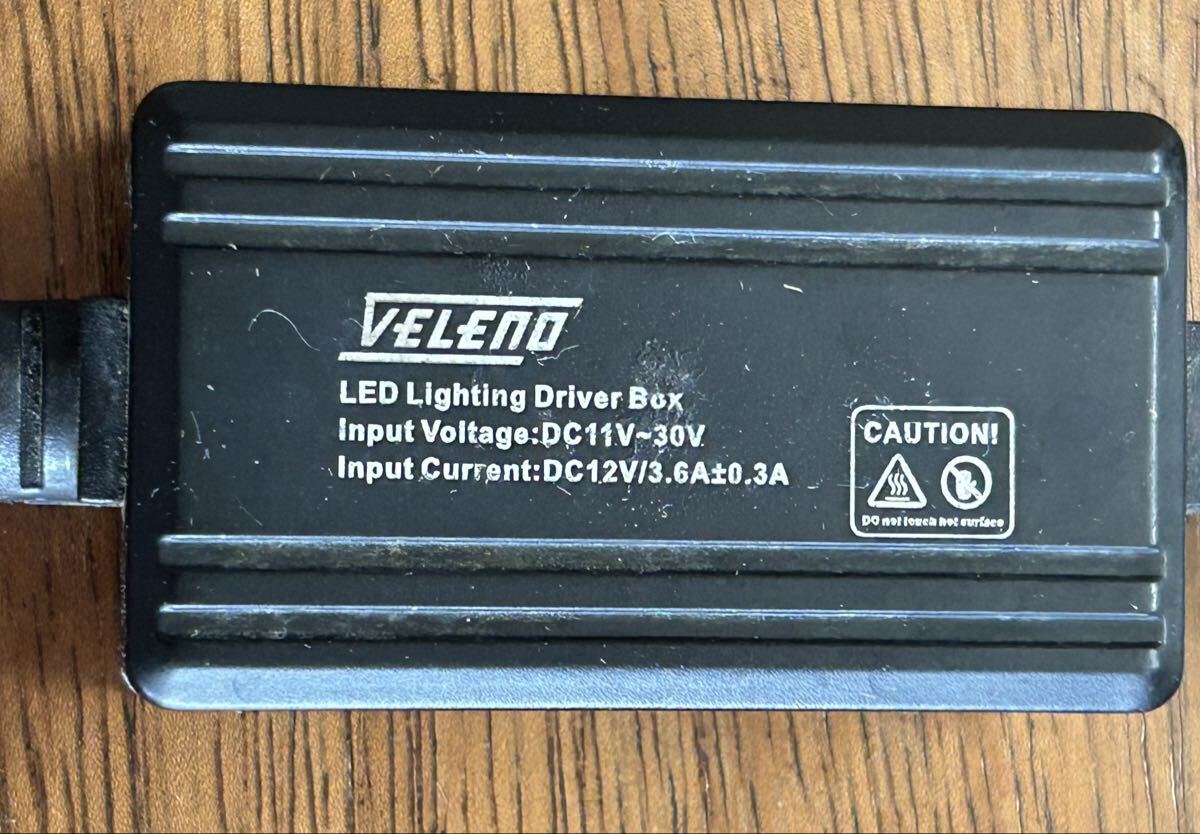 VELENO
LED Lighting Driver Box
Input Voltage:DC11V~30V
Input Current:DC12V/3.6A±0.3A
CAUTION!
DO not touch hot surface